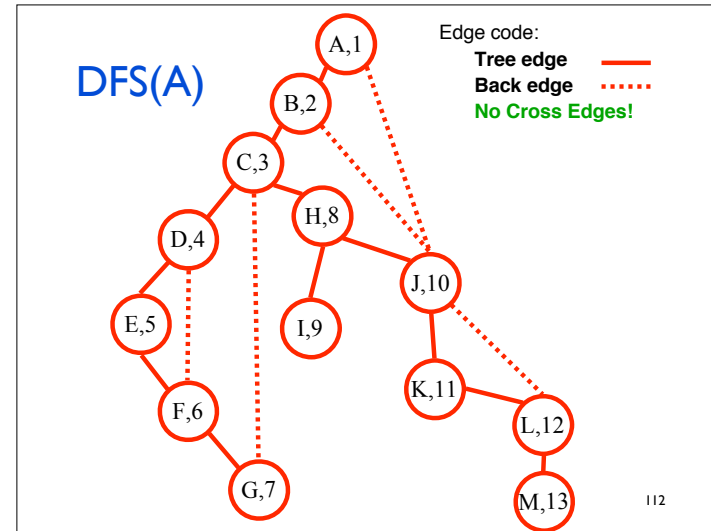 DFS(A)
Edge code:
Tree edge
Back edge
No Cross Edges!
A,1
B,2
C,3
H,8
D,4
J,10
E,5
I,9
K,11
F,6
L,12
G,7
M,13
112